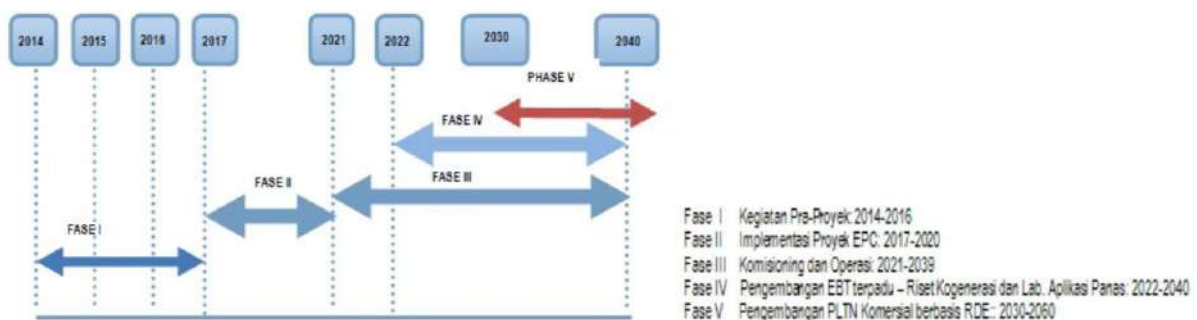 2014 2015 2016 2017 2021 2022 2030 2040
PHASE V
FASE IV
FASE III
FASE II
FASE I
Fase I Kegiatan Pra-Proyek: 2014-2016
Fase II Implementasi Proyek EPC: 2017-2020
Fase III Komisioning dan Operasi: 2021-2039
Fase IV Pengembangan EBT terpadu – Riset Kogenerasi dan Lab. Aplikasi Panas: 2022-2040
Fase V Pengembangan PLTN Komersial berbasis RDE:: 2030-2060